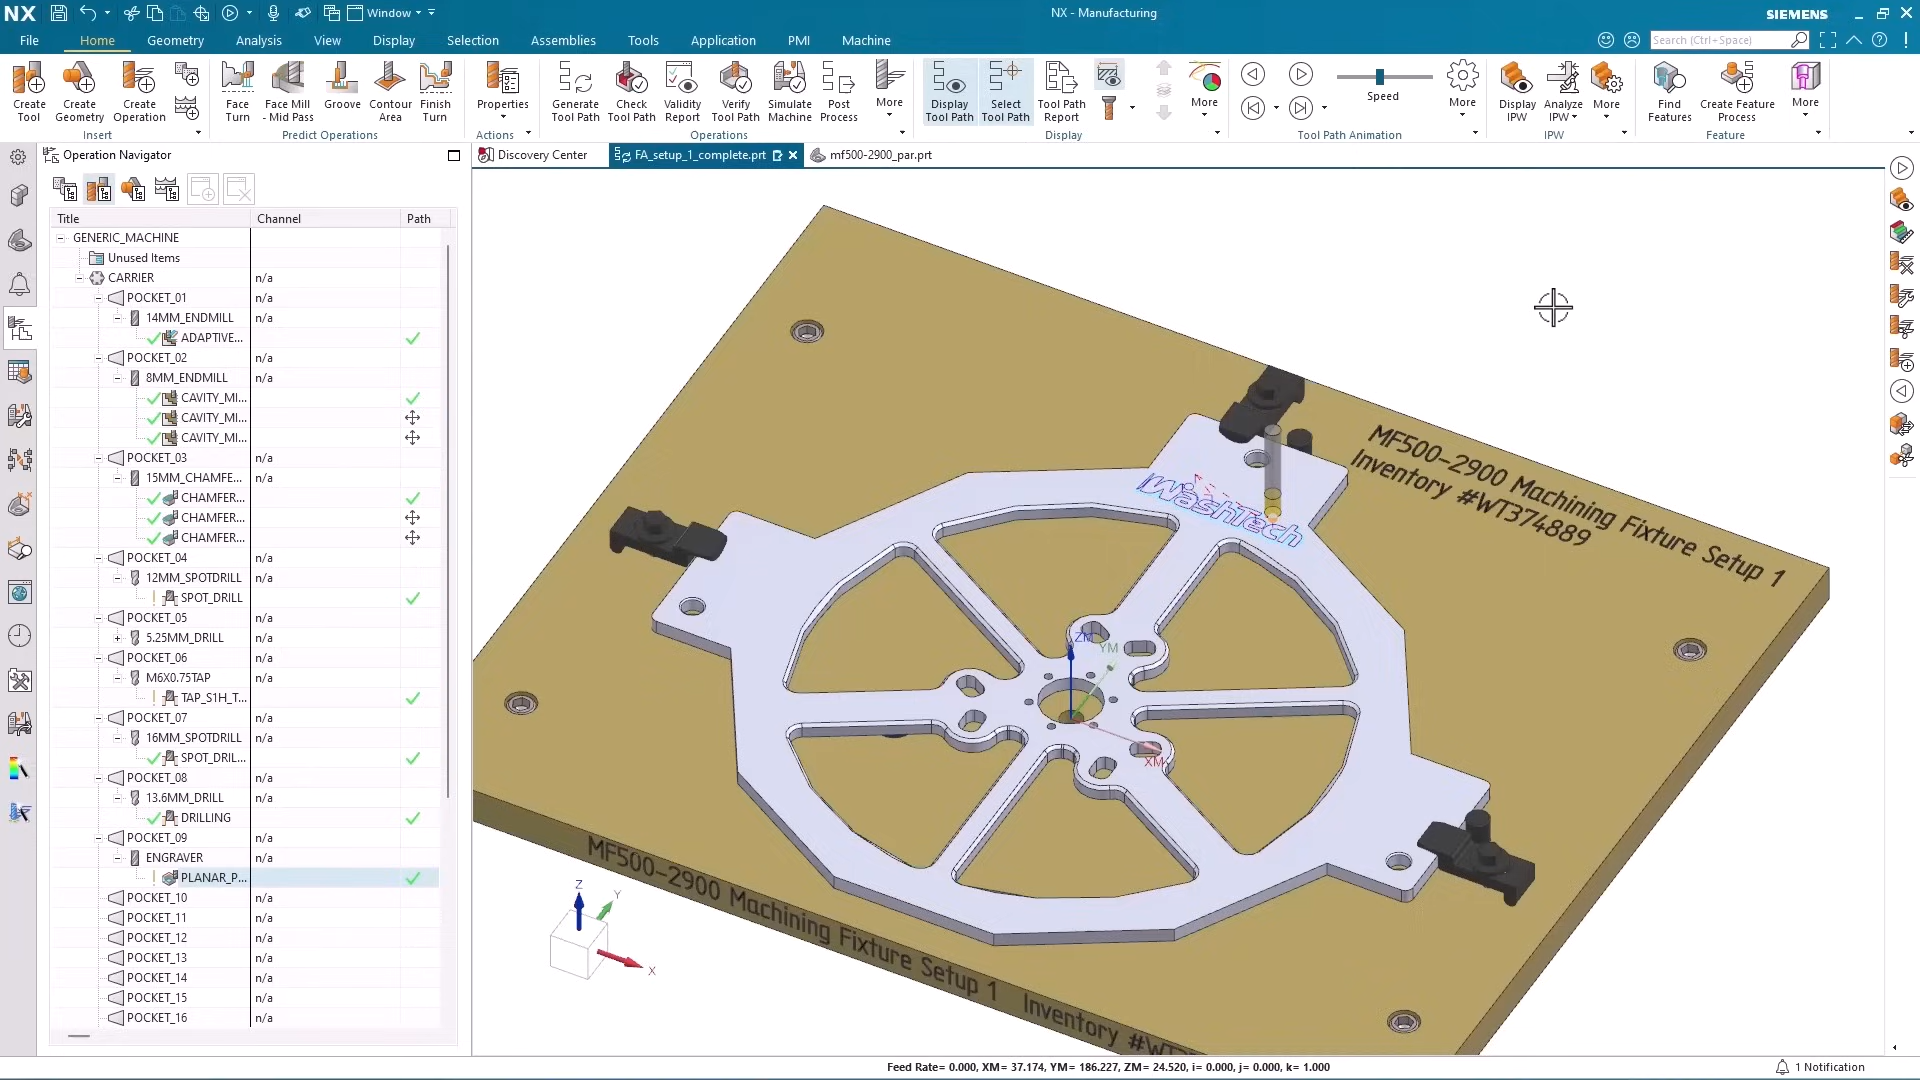 NX
Window
NX - Manufacturing
SIEMENS
File
Home
Geometry
Analysis
View
Display
Selection
Assemblies
Tools
Application
PMI
Machine
Search (Ctrl+Space)
Create Tool
Create Geometry
Create Operation
Insert
Face Turn
Face Mill - Mid Pass
Groove
Contour Area
Finish Turn
Predict Operations
Properties
Actions
Generate Tool Path
Check Tool Path
Validity Report
Verify Tool Path
Simulate Machine
Post Process
More
Operations
Display Tool Path
Select Tool Path
Tool Path Report
More
Display
Speed
More
Tool Path Animation
Display IPW
Analyze IPW
More
IPW
Find Features
Create Feature Process
More
Feature
Operation Navigator
Discovery Center
FA_setup_1_complete.prt
mf500-2900_par.prt
Title Channel Path
GENERIC_MACHINE
Unused Items
CARRIER n/a
POCKET_01 n/a
14MM_ENDMILL n/a
ADAPTIVE...
POCKET_02 n/a
8MM_ENDMILL n/a
CAVITY_MI...
CAVITY_MI...
CAVITY_MI...
POCKET_03 n/a
15MM_CHAMFE... n/a
CHAMFER...
CHAMFER...
CHAMFER...
POCKET_04 n/a
12MM_SPOTDRILL n/a
SPOT_DRILL
POCKET_05 n/a
5.25MM_DRILL n/a
POCKET_06 n/a
M6X0.75TAP n/a
TAP_S1H_T...
POCKET_07 n/a
16MM_SPOTDRILL n/a
SPOT_DRIL...
POCKET_08 n/a
13.6MM_DRILL n/a
DRILLING
POCKET_09 n/a
ENGRAVER n/a
PLANAR_P...
POCKET_10 n/a
POCKET_11 n/a
POCKET_12 n/a
POCKET_13 n/a
POCKET_14 n/a
POCKET_15 n/a
POCKET_16 n/a
MF500-2900 Machining Fixture Setup 1
Inventory #WT374889
iWashTech
ZM
YM
XM
MF500-2900 Machining Fixture Setup 1 Inventory #WT
Z
Y
X
Feed Rate= 0.000, XM= 37.174, YM= 186.227, ZM= 24.520, i= 0.000, j= 0.000, k= 1.000
1 Notification